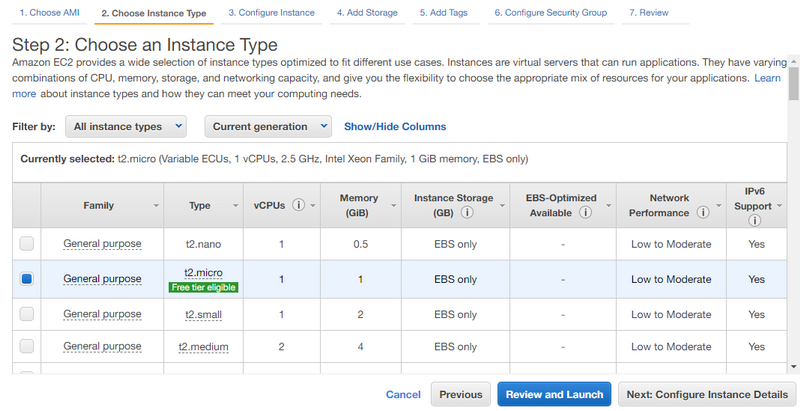 1. Choose AMI 2. Choose Instance Type 3. Configure Instance 4. Add Storage 5. Add Tags 6. Configure Security Group 7. Review
Step 2: Choose an Instance Type
Amazon EC2 provides a wide selection of instance types optimized to fit different use cases. Instances are virtual servers that can run applications. They have varying
combinations of CPU, memory, storage, and networking capacity, and give you the flexibility to choose the appropriate mix of resources for your applications. Learn
more about instance types and how they can meet your computing needs.
Filter by: All instance types Current generation Show/Hide Columns
Currently selected: t2.micro (Variable ECUs, 1 vCPUs, 2.5 GHz, Intel Xeon Family, 1 GiB memory, EBS only)
Family Type vCPUs Memory (GiB) Instance Storage (GB) EBS-Optimized Available Network Performance IPv6 Support
General purpose t2.nano 1 0.5 EBS only - Low to Moderate Yes
General purpose t2.micro Free tier eligible 1 1 EBS only - Low to Moderate Yes
General purpose t2.small 1 2 EBS only - Low to Moderate Yes
General purpose t2.medium 2 4 EBS only - Low to Moderate Yes
Cancel Previous Review and Launch Next: Configure Instance Details